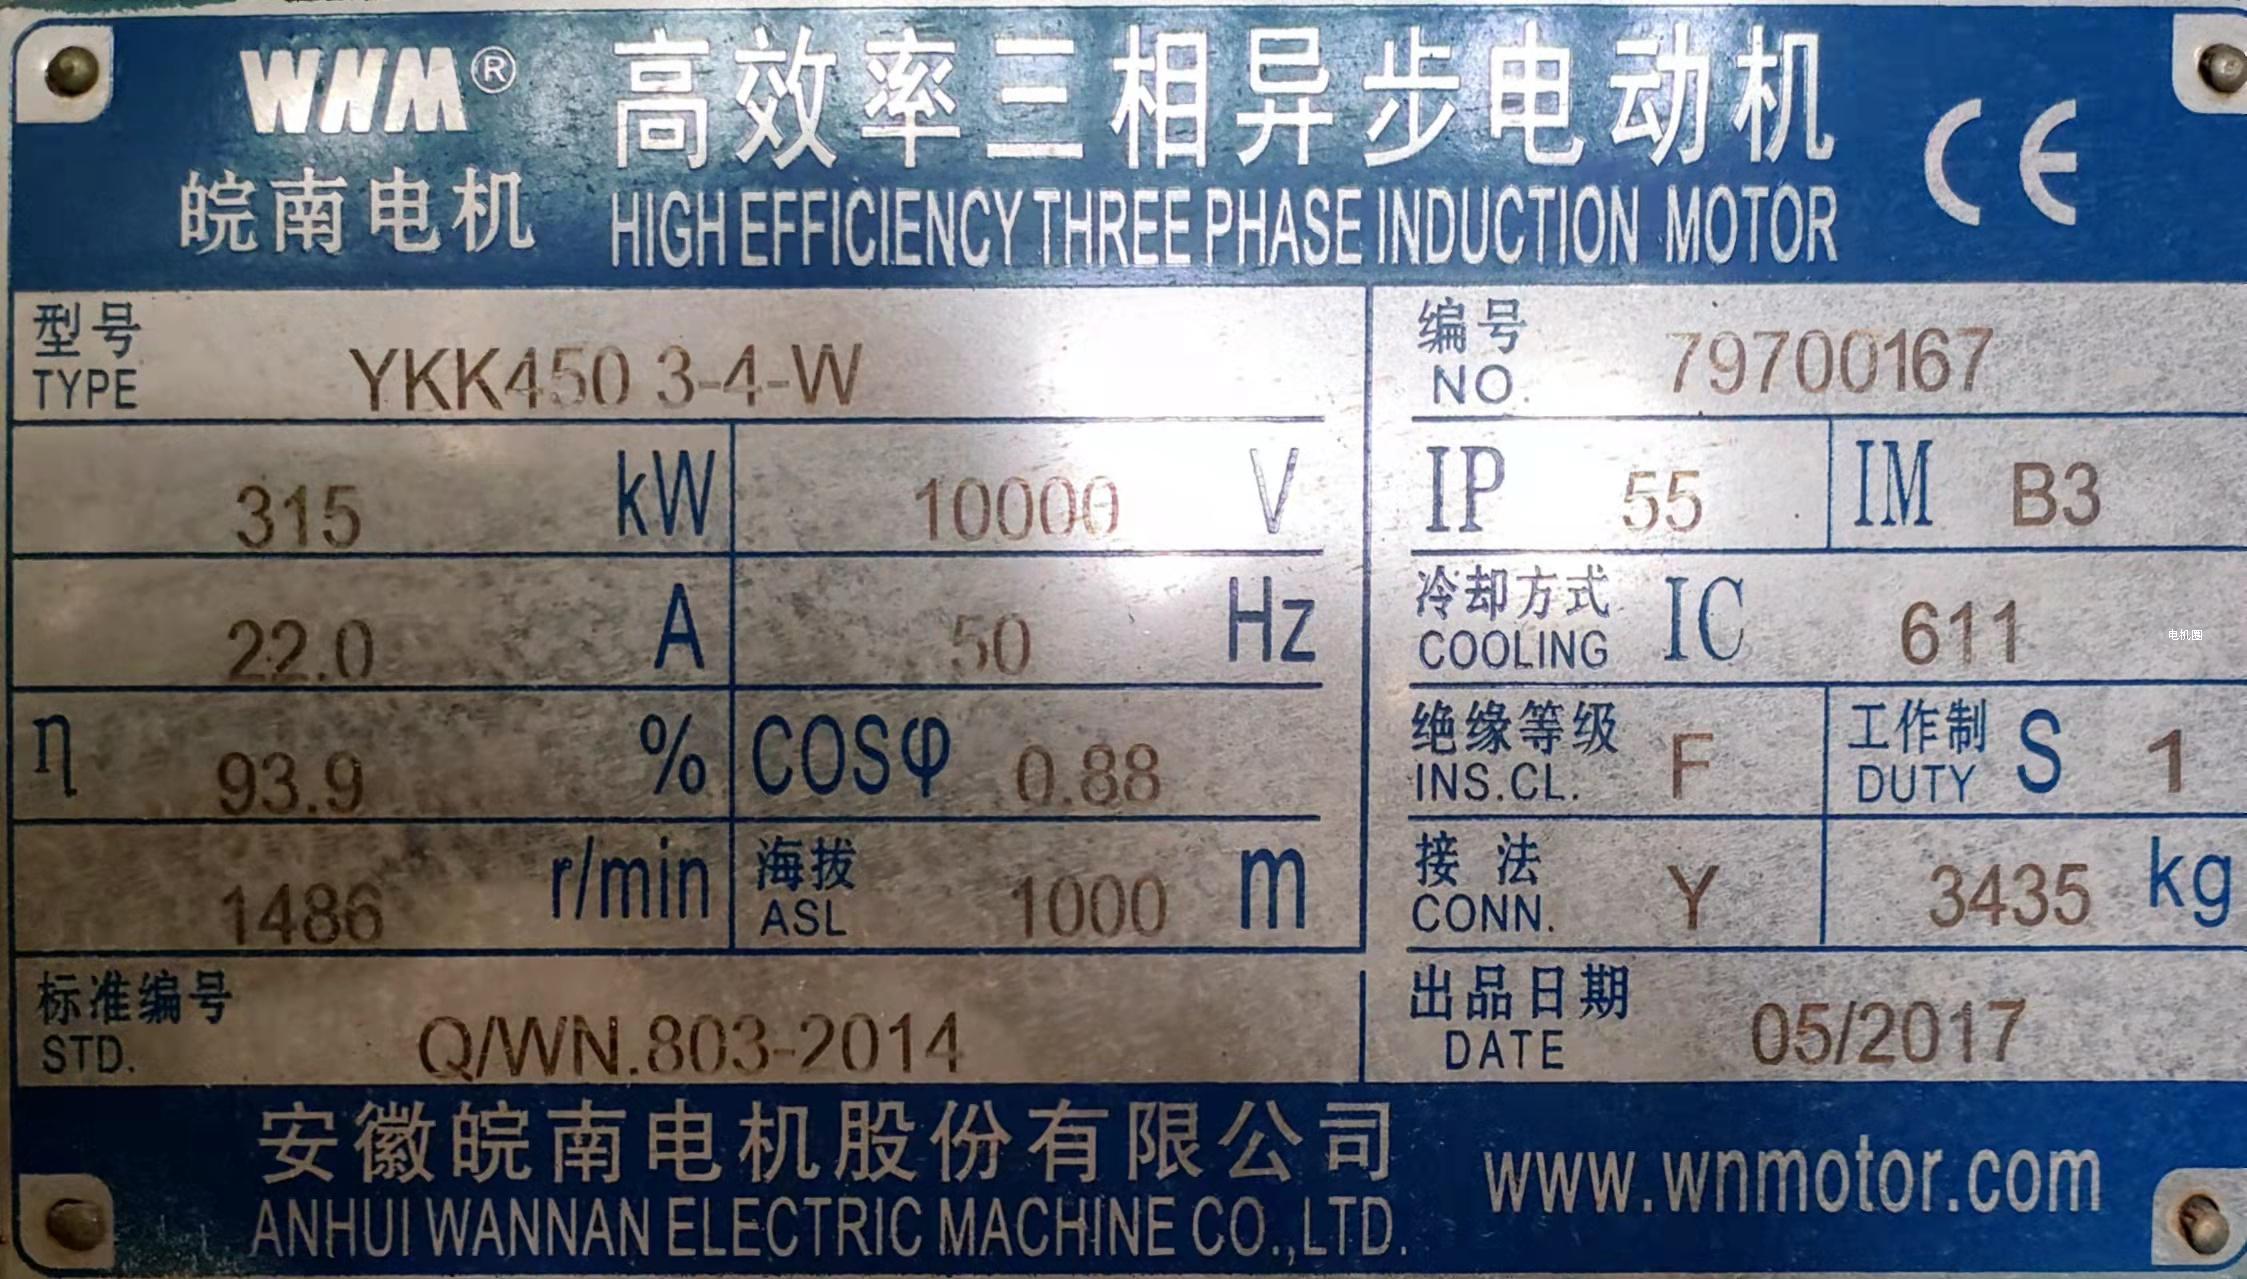 WNM® 高效率三相异步电动机 CE
皖南电机 HIGH EFFICIENCY THREE PHASE INDUCTION MOTOR
型号 TYPE YKK450 3-4-W
编号 NO. 79700167
315 kW 10000 V
IP 55 IM B3
22.0 A 50 Hz
冷却方式 COOLING IC 611
电机圈
η 93.9 % COSφ 0.88
绝缘等级 INS.CL. F 工作制 DUTY S 1
1486 r/min 海拔 ASL 1000 m
接法 CONN. Y 3435 kg
标准编号 STD. Q/WN.803-2014
出品日期 DATE 05/2017
安徽皖南电机股份有限公司
ANHUI WANNAN ELECTRIC MACHINE CO.,LTD.
www.wnmotor.com